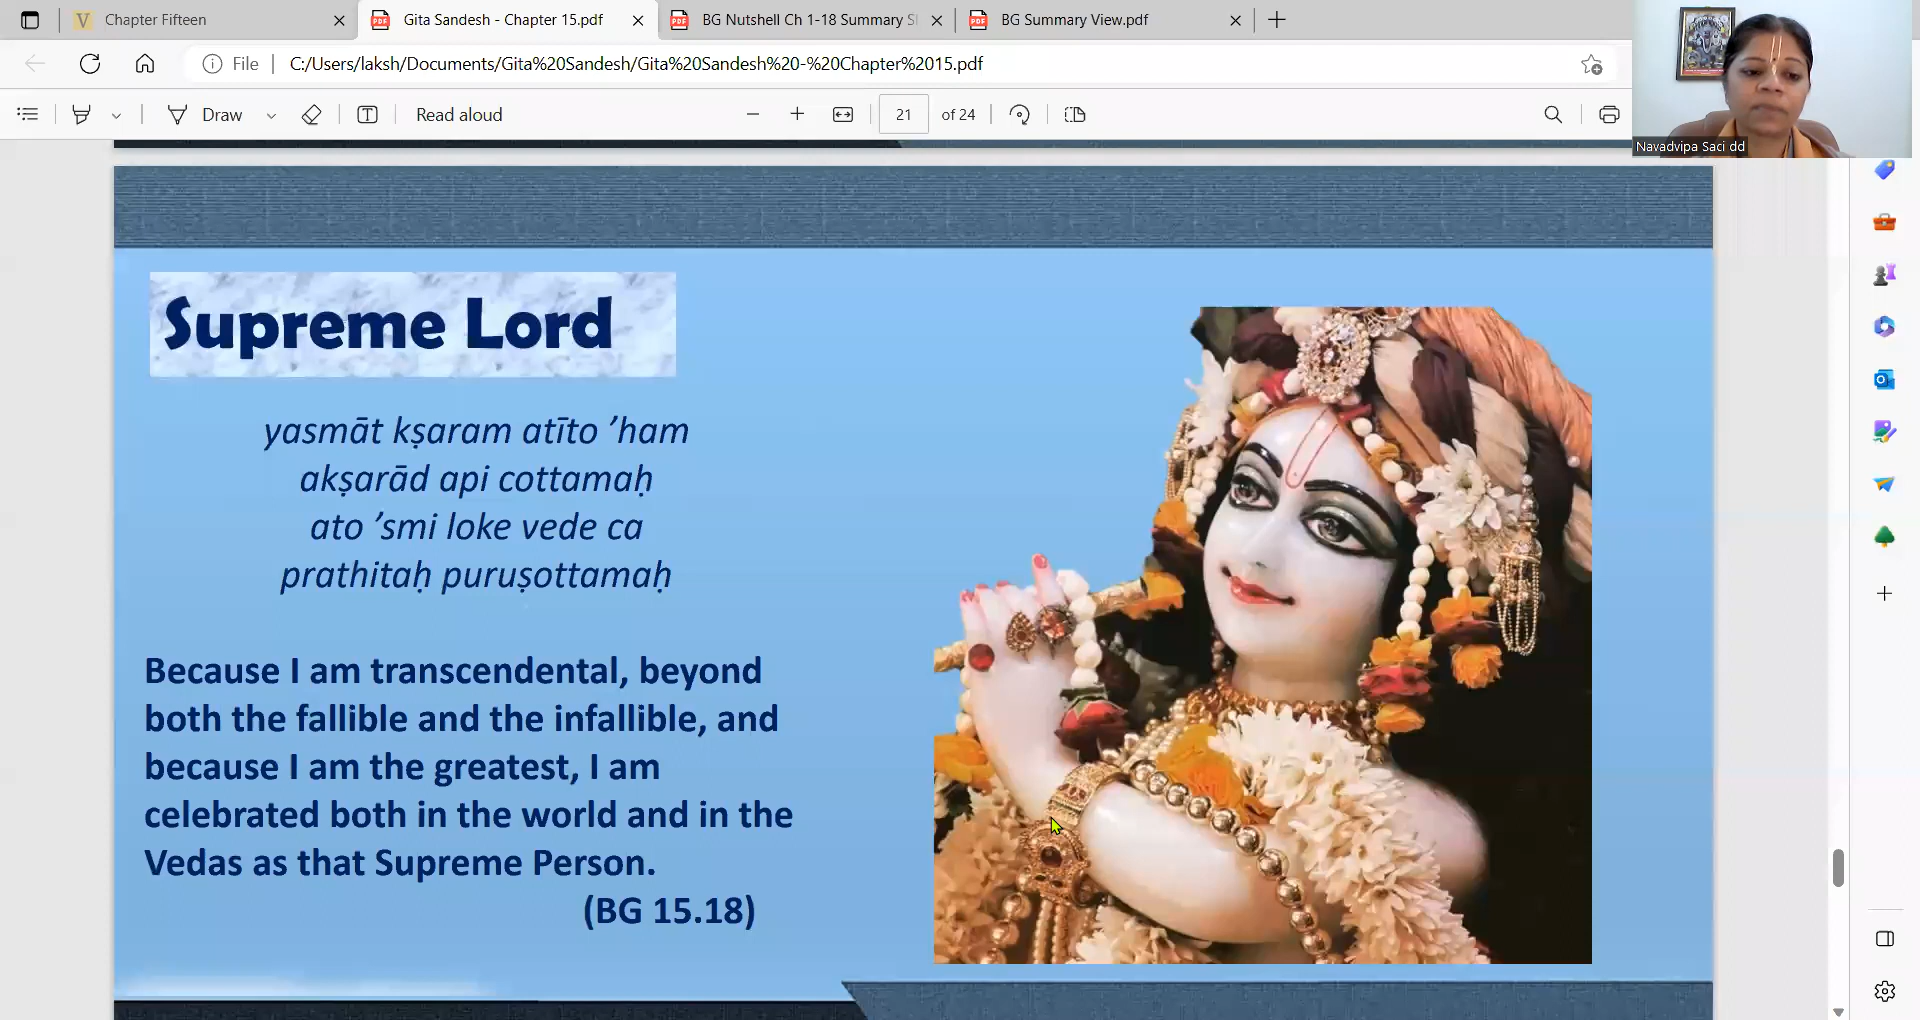 Chapter Fifteen
Gita Sandesh - Chapter 15.pdf
BG Nutshell Ch 1-18 Summary S
BG Summary View.pdf
File
C:/Users/laksh/Documents/Gita%20Sandesh/Gita%20Sandesh%20-%20Chapter%2015.pdf
Draw
Read aloud
21
of 24
Navadvipa Saci dd
Supreme Lord
yasmāt kṣaram atīto ’ham
akṣarād api cottamaḥ
ato ’smi loke vede ca
prathitaḥ puruṣottamaḥ
Because I am transcendental, beyond
both the fallible and the infallible, and
because I am the greatest, I am
celebrated both in the world and in the
Vedas as that Supreme Person.
(BG 15.18)